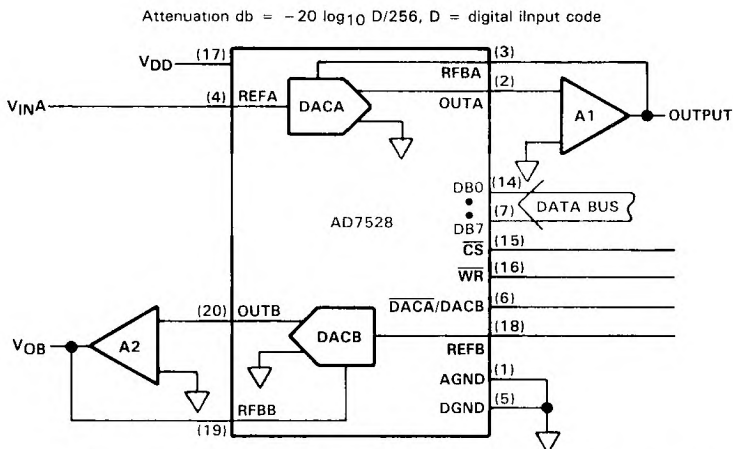 Attenuation db = −20 log10 D/256, D = digital iInput code
(17)
VDD
(3)
RFBA
(2)
OUTA
VINA
(4)
REFA
DACA
A1
OUTPUT
DB0
(14)
DATA BUS
(7)
DB7
AD7528
CS
(15)
WR
(16)
DACA/DACB
(6)
(18)
REFB
(20)
OUTB
DACB
VOB
A2
AGND
(1)
DGND
(5)
RFBB
(19)